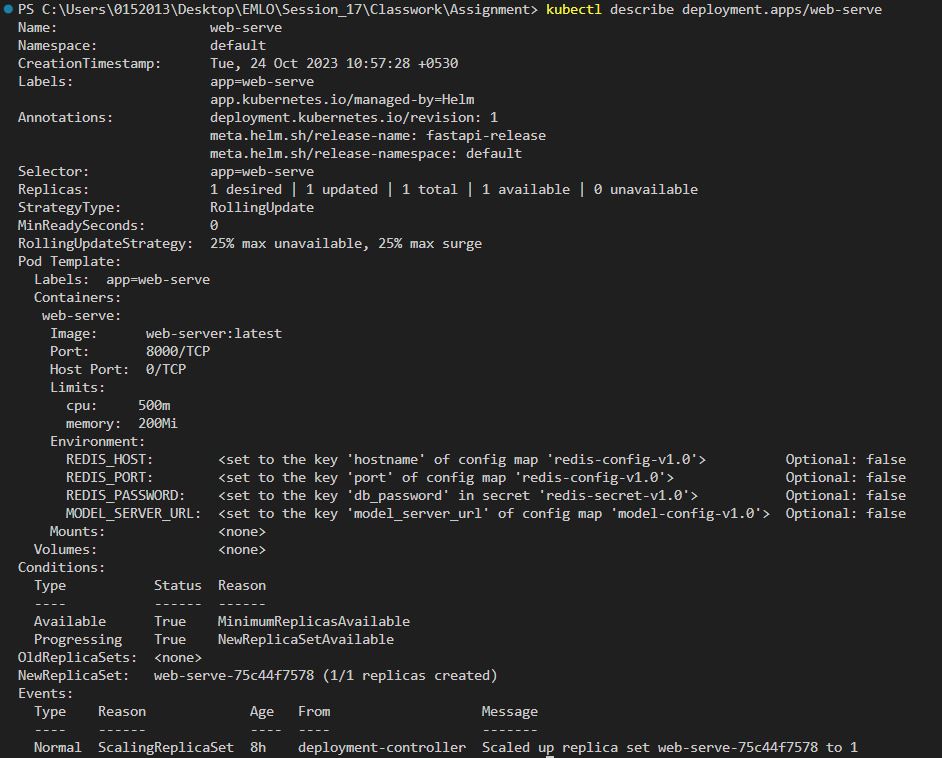 PS C:\Users\0152013\Desktop\EMLO\Session_17\Classwork\Assignment> kubectl describe deployment.apps/web-serve
Name:                   web-serve
Namespace:              default
CreationTimestamp:      Tue, 24 Oct 2023 10:57:28 +0530
Labels:                 app=web-serve
                        app.kubernetes.io/managed-by=Helm
Annotations:            deployment.kubernetes.io/revision: 1
                        meta.helm.sh/release-name: fastapi-release
                        meta.helm.sh/release-namespace: default
Selector:               app=web-serve
Replicas:               1 desired | 1 updated | 1 total | 1 available | 0 unavailable
StrategyType:           RollingUpdate
MinReadySeconds:        0
RollingUpdateStrategy:  25% max unavailable, 25% max surge
Pod Template:
  Labels:  app=web-serve
  Containers:
   web-serve:
    Image:      web-server:latest
    Port:       8000/TCP
    Host Port:  0/TCP
    Limits:
      cpu:     500m
      memory:  200Mi
    Environment:
      REDIS_HOST:        <set to the key 'hostname' of config map 'redis-config-v1.0'>          Optional: false
      REDIS_PORT:        <set to the key 'port' of config map 'redis-config-v1.0'>              Optional: false
      REDIS_PASSWORD:    <set to the key 'db_password' in secret 'redis-secret-v1.0'>           Optional: false
      MODEL_SERVER_URL:  <set to the key 'model_server_url' of config map 'model-config-v1.0'>  Optional: false
    Mounts:              <none>
  Volumes:               <none>
Conditions:
  Type           Status  Reason
  ----           ------  ------
  Available      True    MinimumReplicasAvailable
  Progressing    True    NewReplicaSetAvailable
OldReplicaSets:  <none>
NewReplicaSet:   web-serve-75c44f7578 (1/1 replicas created)
Events:
  Type    Reason             Age   From                   Message
  ----    ------             ----  ----                   -------
  Normal  ScalingReplicaSet  8h    deployment-controller  Scaled up replica set web-serve-75c44f7578 to 1